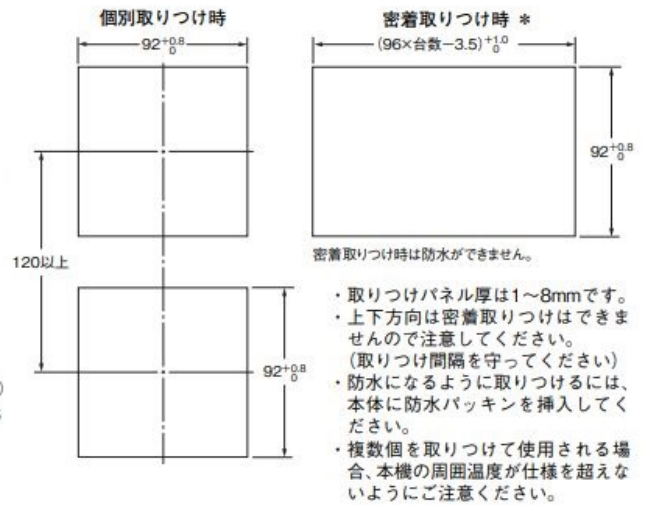 個別取りつけ時
92+0.8 0
120以上
92+0.8 0
密着取りつけ時 *
(96×台数−3.5)+1.0 0
92+0.8 0
密着取りつけ時は防水ができません。
・取りつけパネル厚は1〜8mmです。
・上下方向は密着取りつけはできま
せんので注意してください。
(取りつけ間隔を守ってください)
・防水になるように取りつけるには、
本体に防水パッキンを挿入してく
ださい。
・複数個を取りつけて使用される場
合、本機の周囲温度が仕様を超えな
いようにご注意ください。